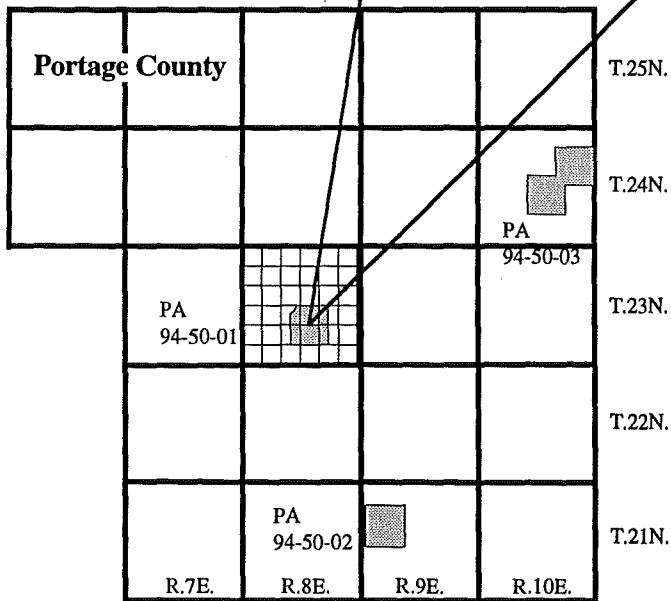 Portage County
T.25N.
T.24N.
PA
94-50-03
T.23N.
PA
94-50-01
T.22N.
PA
94-50-02
T.21N.
R.7E.
R.8E.
R.9E.
R.10E.